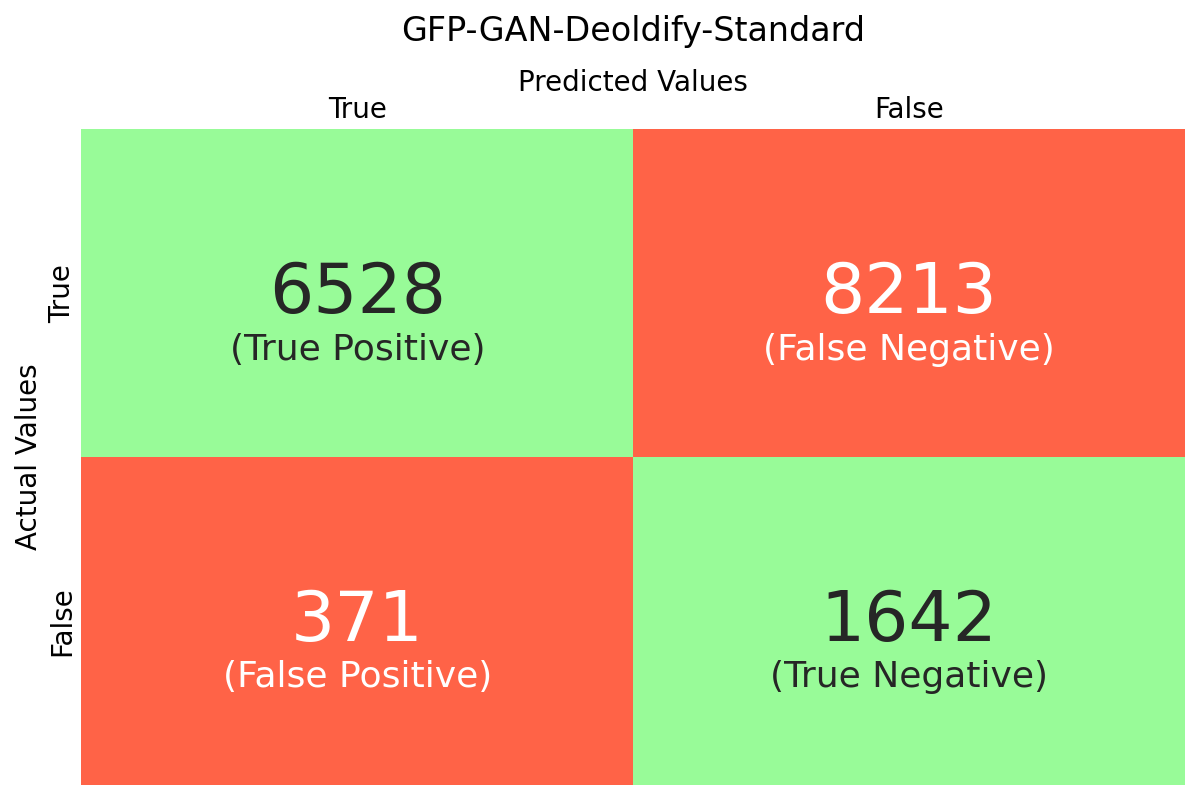 GFP-GAN-Deoldify-Standard
Predicted Values
True
False
Actual Values
True
6528
(True Positive)
8213
(False Negative)
False
371
(False Positive)
1642
(True Negative)